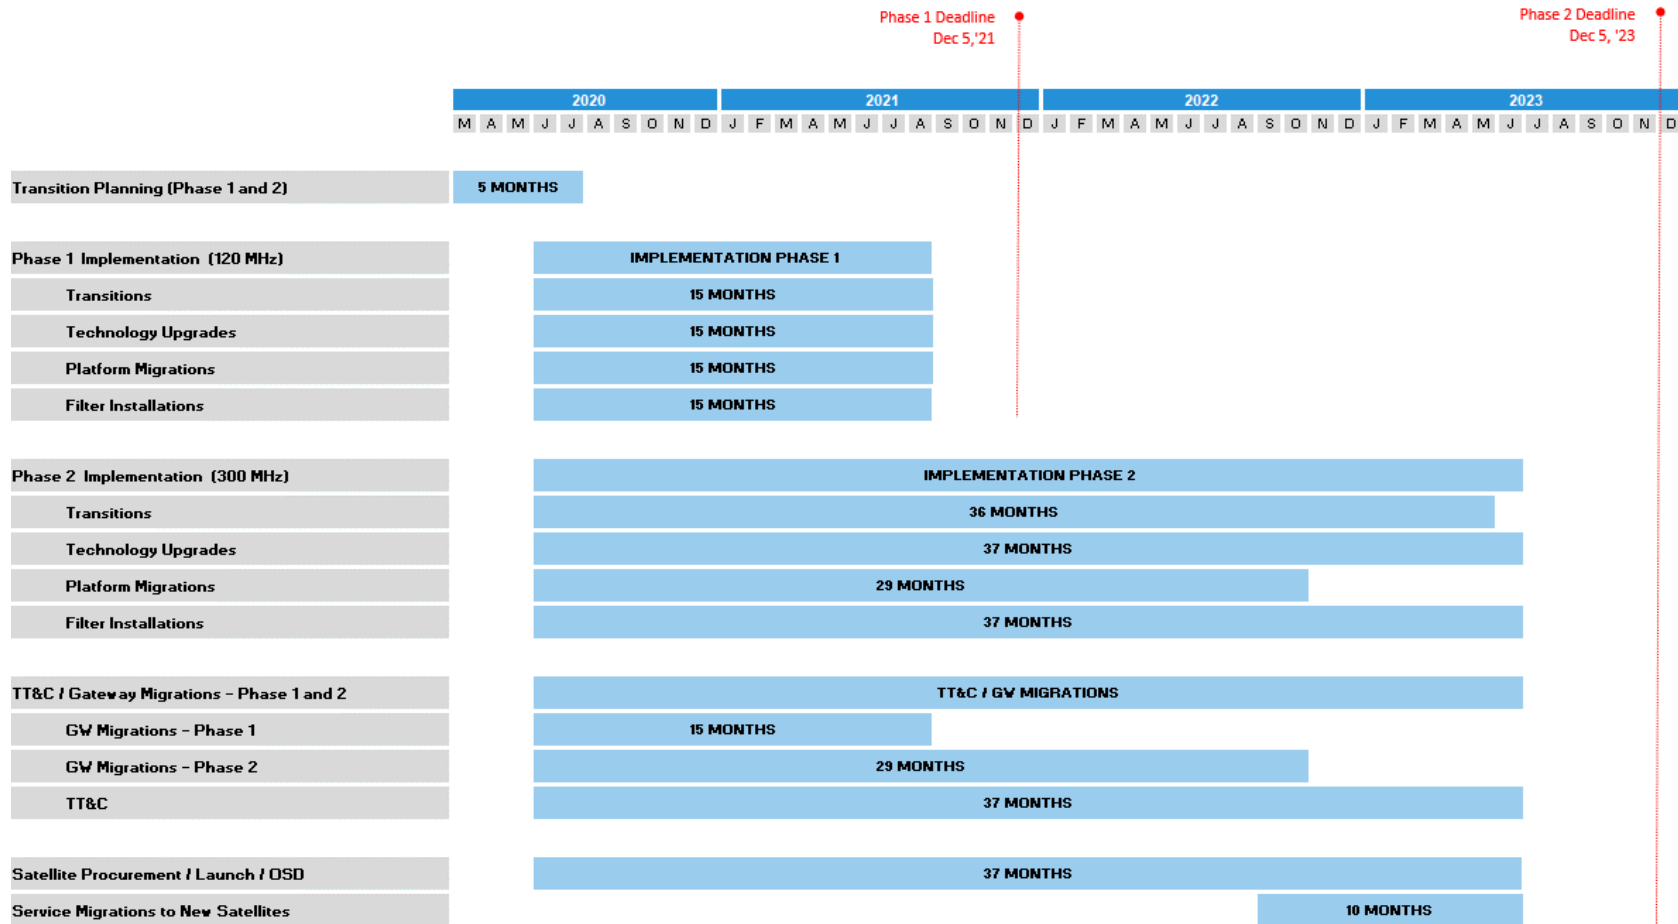 Phase 1 Deadline
Dec 5,'21
Phase 2 Deadline
Dec 5, '23
2020 2021 2022 2023
M A M J J A S O N D J F M A M J J A S O N D J F M A M J J A S O N D J F M A M J J A S O N D
Transition Planning (Phase 1 and 2) 5 MONTHS
Phase 1 Implementation (120 MHz) IMPLEMENTATION PHASE 1
Transitions 15 MONTHS
Technology Upgrades 15 MONTHS
Platform Migrations 15 MONTHS
Filter Installations 15 MONTHS
Phase 2 Implementation (300 MHz) IMPLEMENTATION PHASE 2
Transitions 36 MONTHS
Technology Upgrades 37 MONTHS
Platform Migrations 29 MONTHS
Filter Installations 37 MONTHS
TT&C / Gateway Migrations - Phase 1 and 2 TT&C / GW MIGRATIONS
GW Migrations - Phase 1 15 MONTHS
GW Migrations - Phase 2 29 MONTHS
TT&C 37 MONTHS
Satellite Procurement / Launch / OSD 37 MONTHS
Service Migrations to New Satellites 10 MONTHS